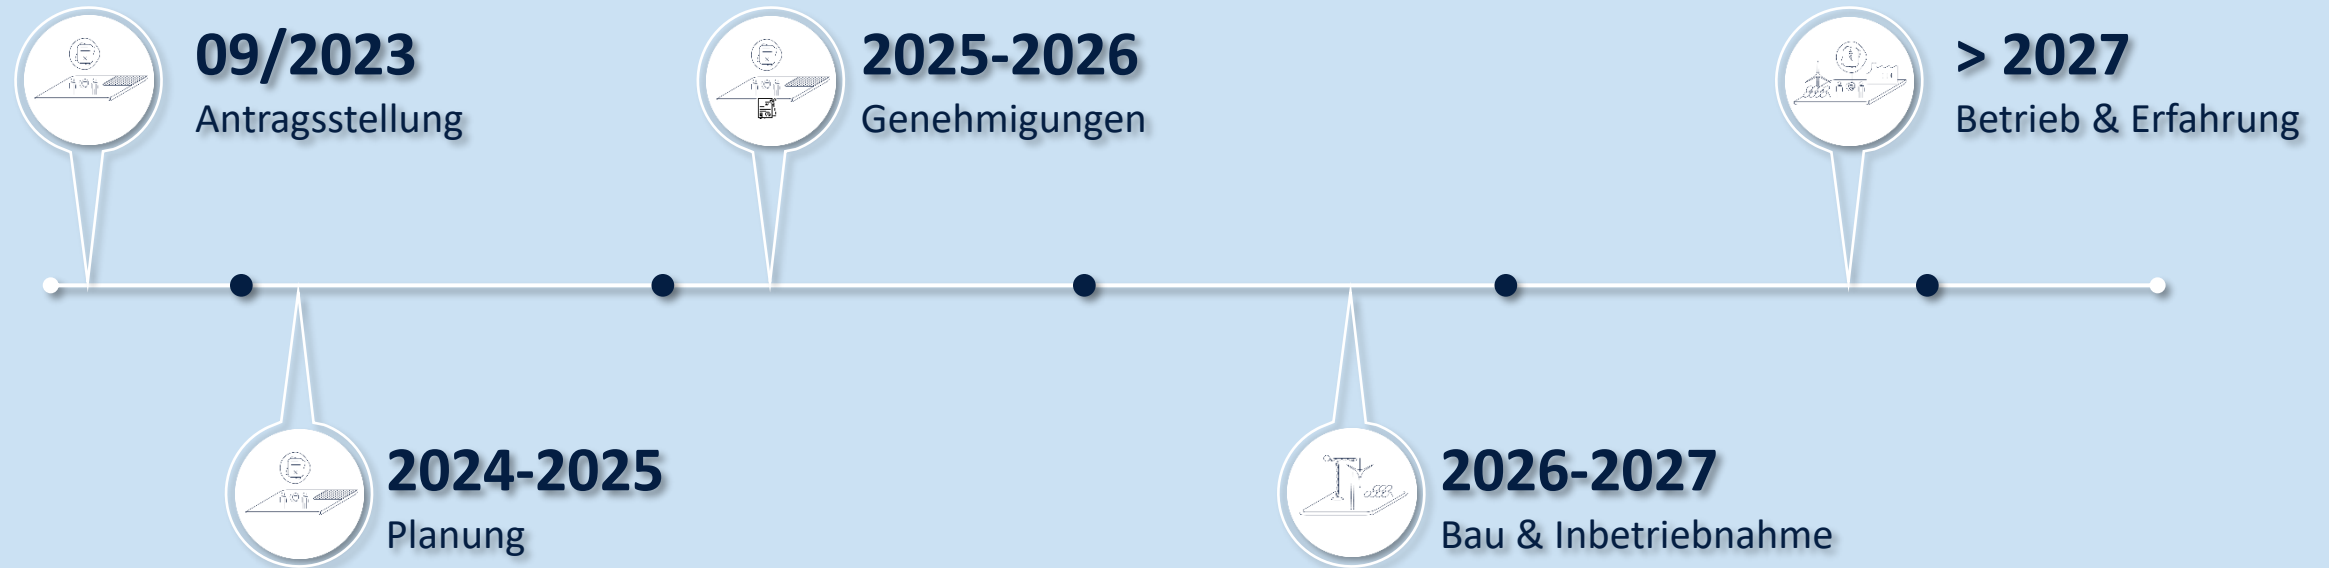 09/2023
Antragsstellung
2024-2025
Planung
2025-2026
Genehmigungen
2026-2027
Bau & Inbetriebnahme
> 2027
Betrieb & Erfahrung